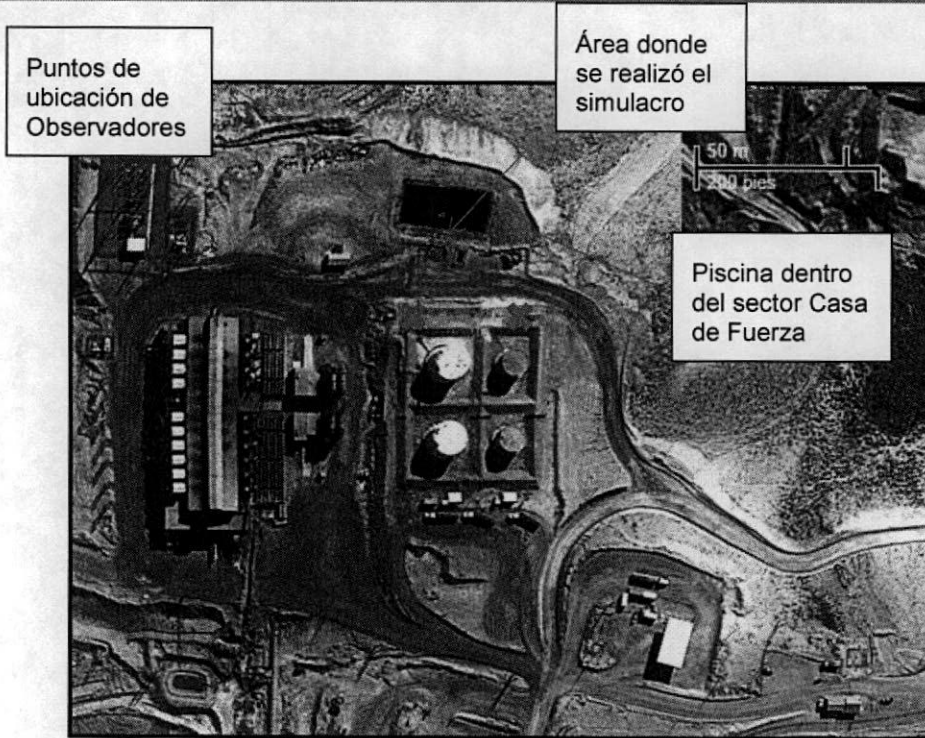 Puntos de
ubicación de
Observadores
Área donde
se realizó el
simulacro
50 m
200 pies
Piscina dentro
del sector Casa
de Fuerza